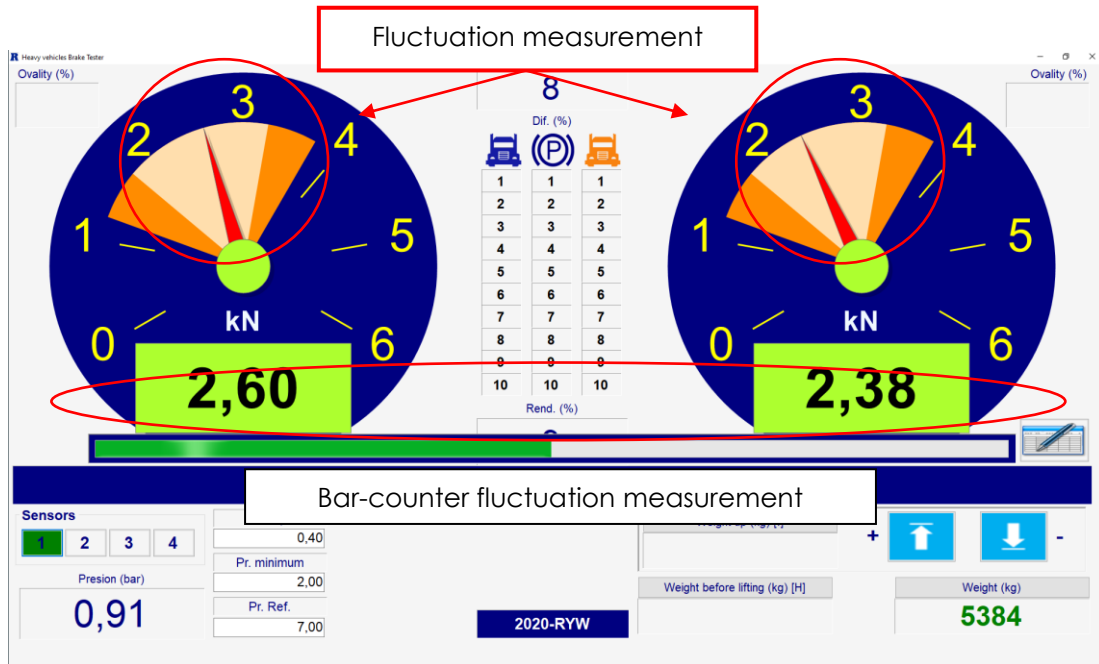 Fluctuation measurement
R Heavy vehicles Brake Tester
Ovality (%)
Ovality (%)
0 1 2 3 4 5 6
kN
2,60
8
Dif. (%)
P
1 1 1
2 2 2
3 3 3
4 4 4
5 5 5
6 6 6
7 7 7
8 8 8
9 9 9
10 10 10
Rend. (%)
0 1 2 3 4 5 6
kN
2,38
Bar-counter fluctuation measurement
Sensors
1 2 3 4
Presion (bar)
0,91
0,40
Pr. minimum
2,00
Pr. Ref.
7,00
2020-RYW
+
-
Weight before lifting (kg) [H]
Weight (kg)
5384